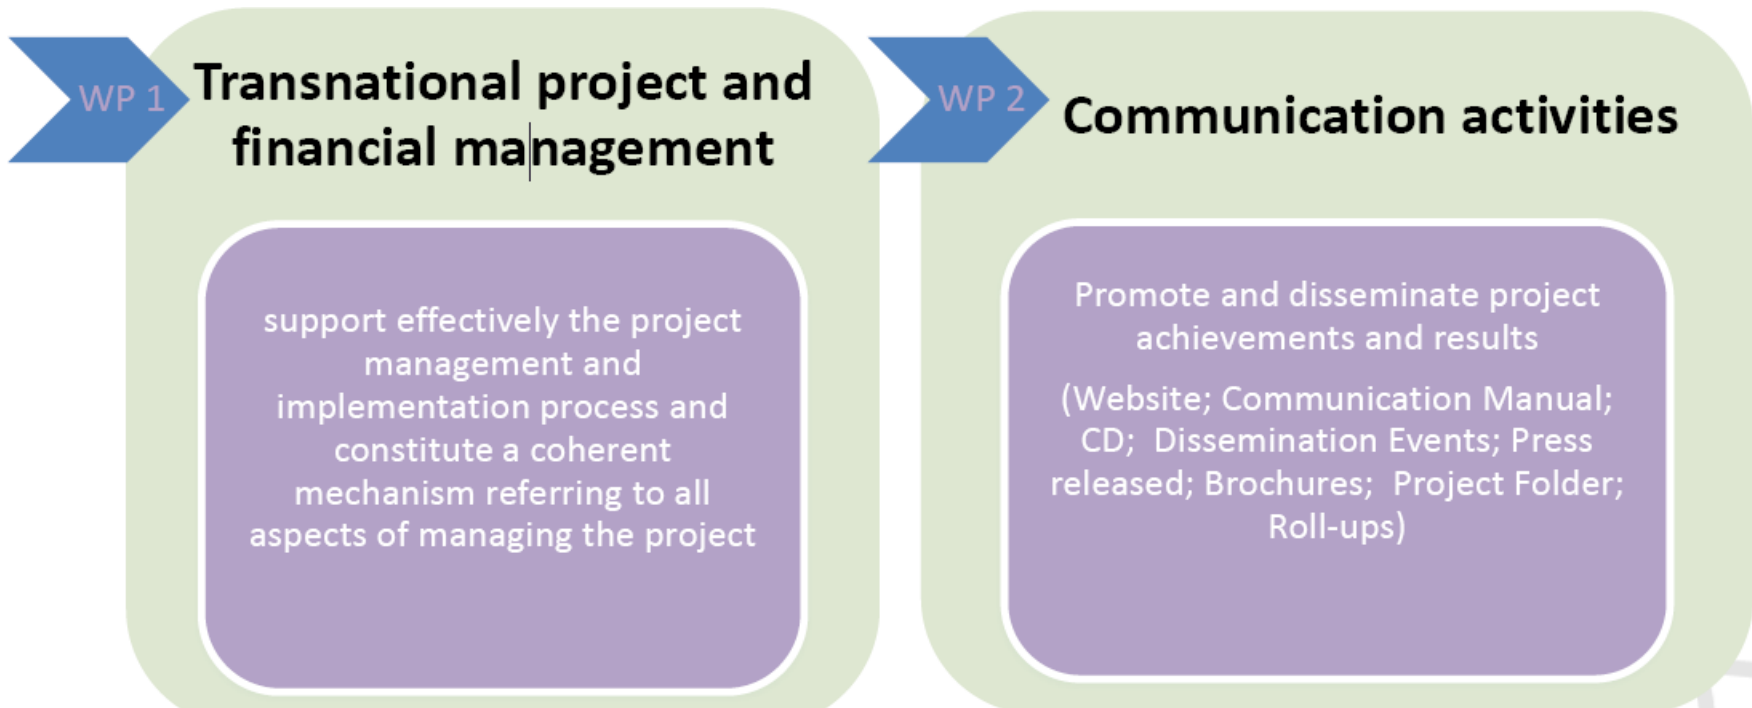 WP 1
Transnational project and
financial management
support effectively the project
management and
implementation process and
constitute a coherent
mechanism referring to all
aspects of managing the project
WP 2
Communication activities
Promote and disseminate project
achievements and results
(Website; Communication Manual;
CD;  Dissemination Events; Press
released; Brochures;  Project Folder;
Roll-ups)